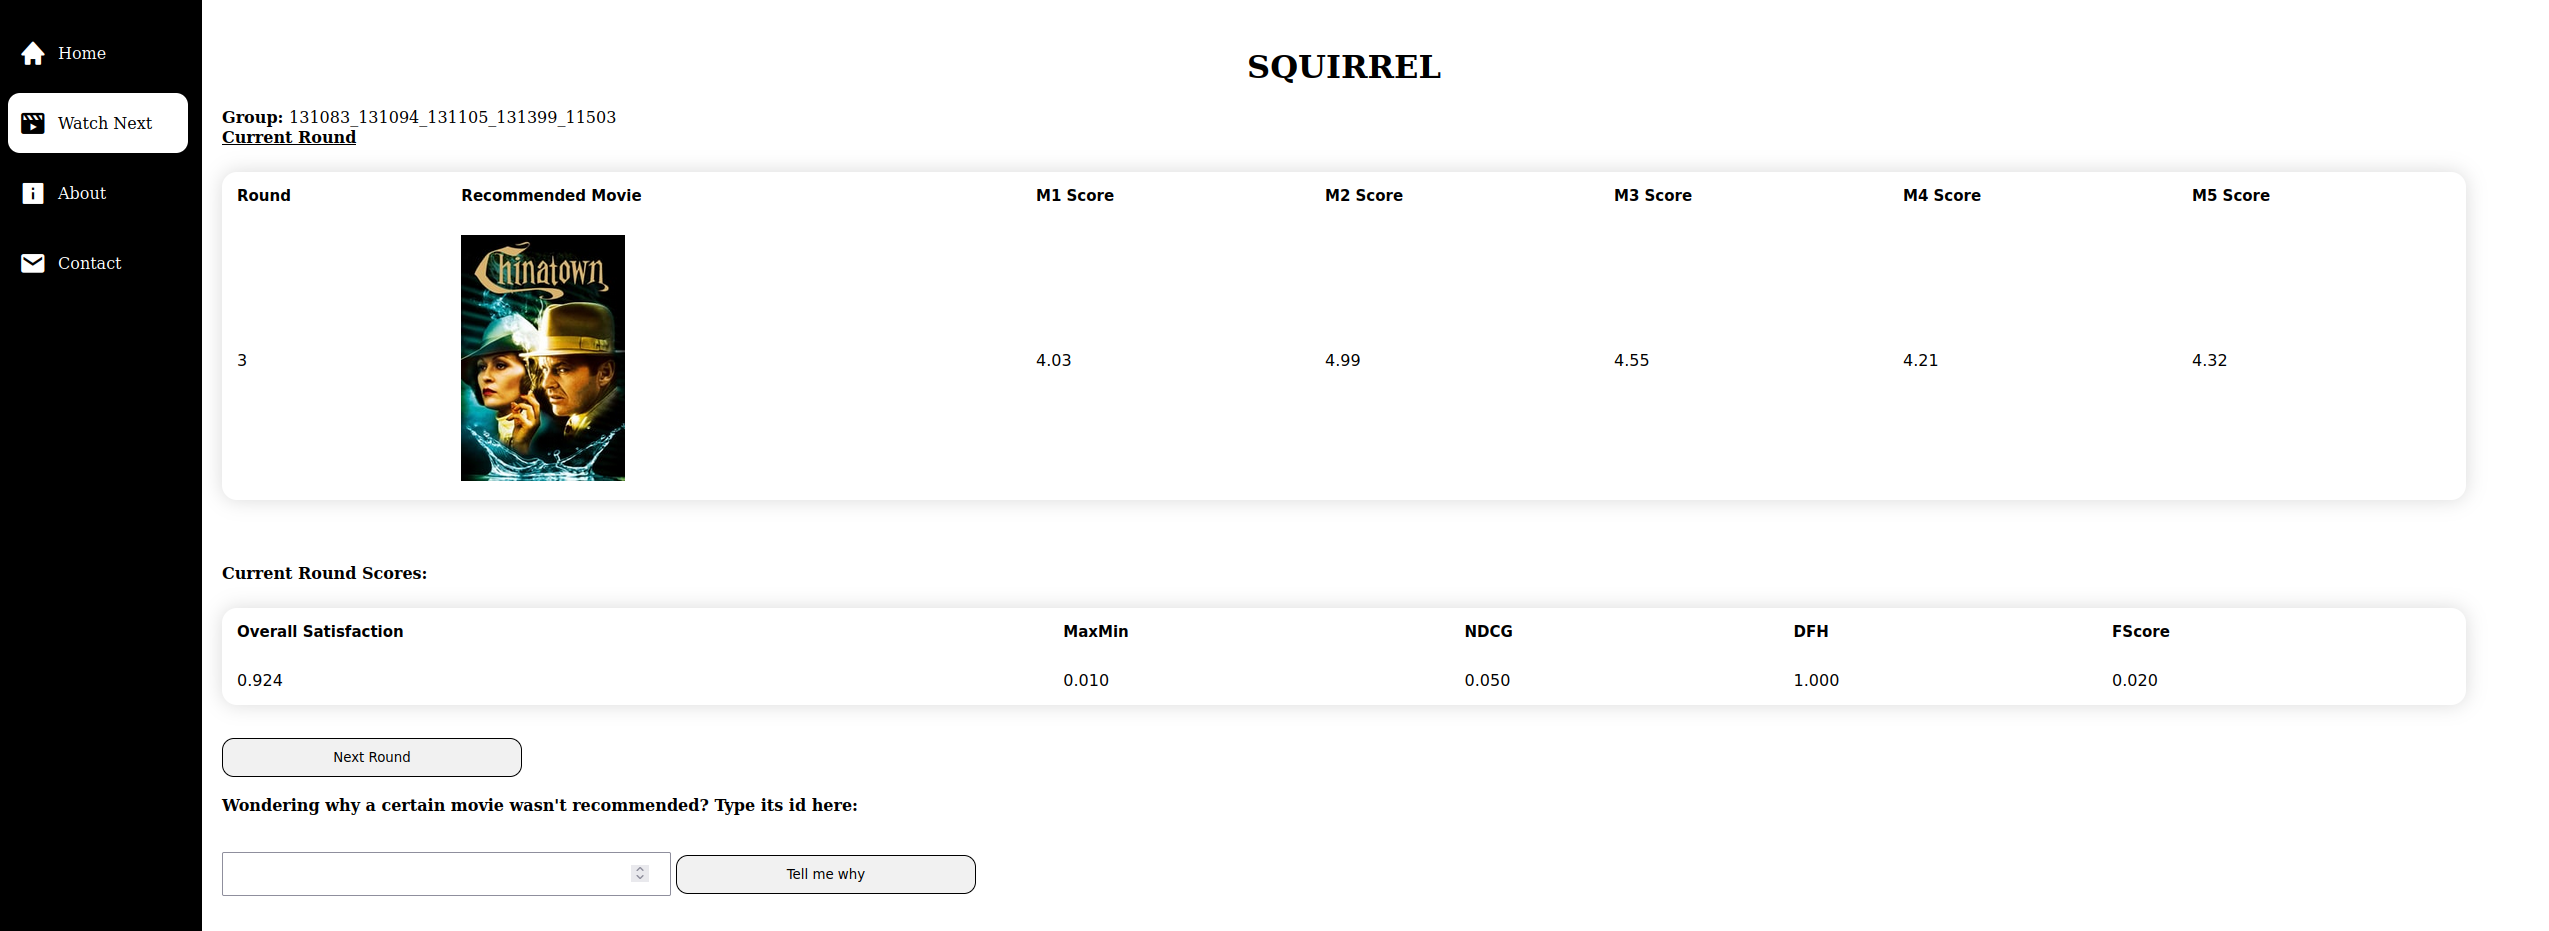 Home
Watch Next
About
Contact
SQUIRREL
Group: 131083_131094_131105_131399_11503
Current Round
Round Recommended Movie M1 Score M2 Score M3 Score M4 Score M5 Score
Chinatown
3 4.03 4.99 4.55 4.21 4.32
Current Round Scores:
Overall Satisfaction MaxMin NDCG DFH FScore
0.924 0.010 0.050 1.000 0.020
Next Round
Wondering why a certain movie wasn't recommended? Type its id here:
Tell me why